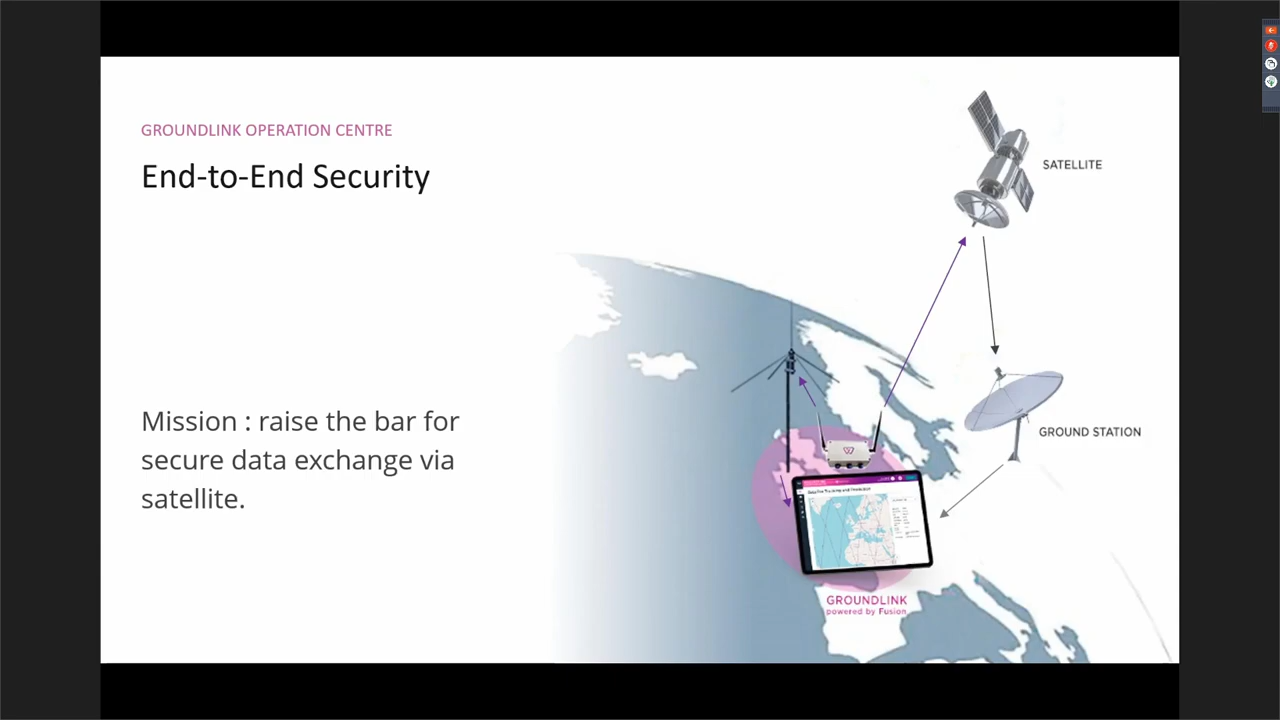 GROUNDLINK OPERATION CENTRE
End-to-End Security
SATELLITE
Mission : raise the bar for
secure data exchange via
satellite.
GROUND STATION
GROUNDLINK
powered by Fusion